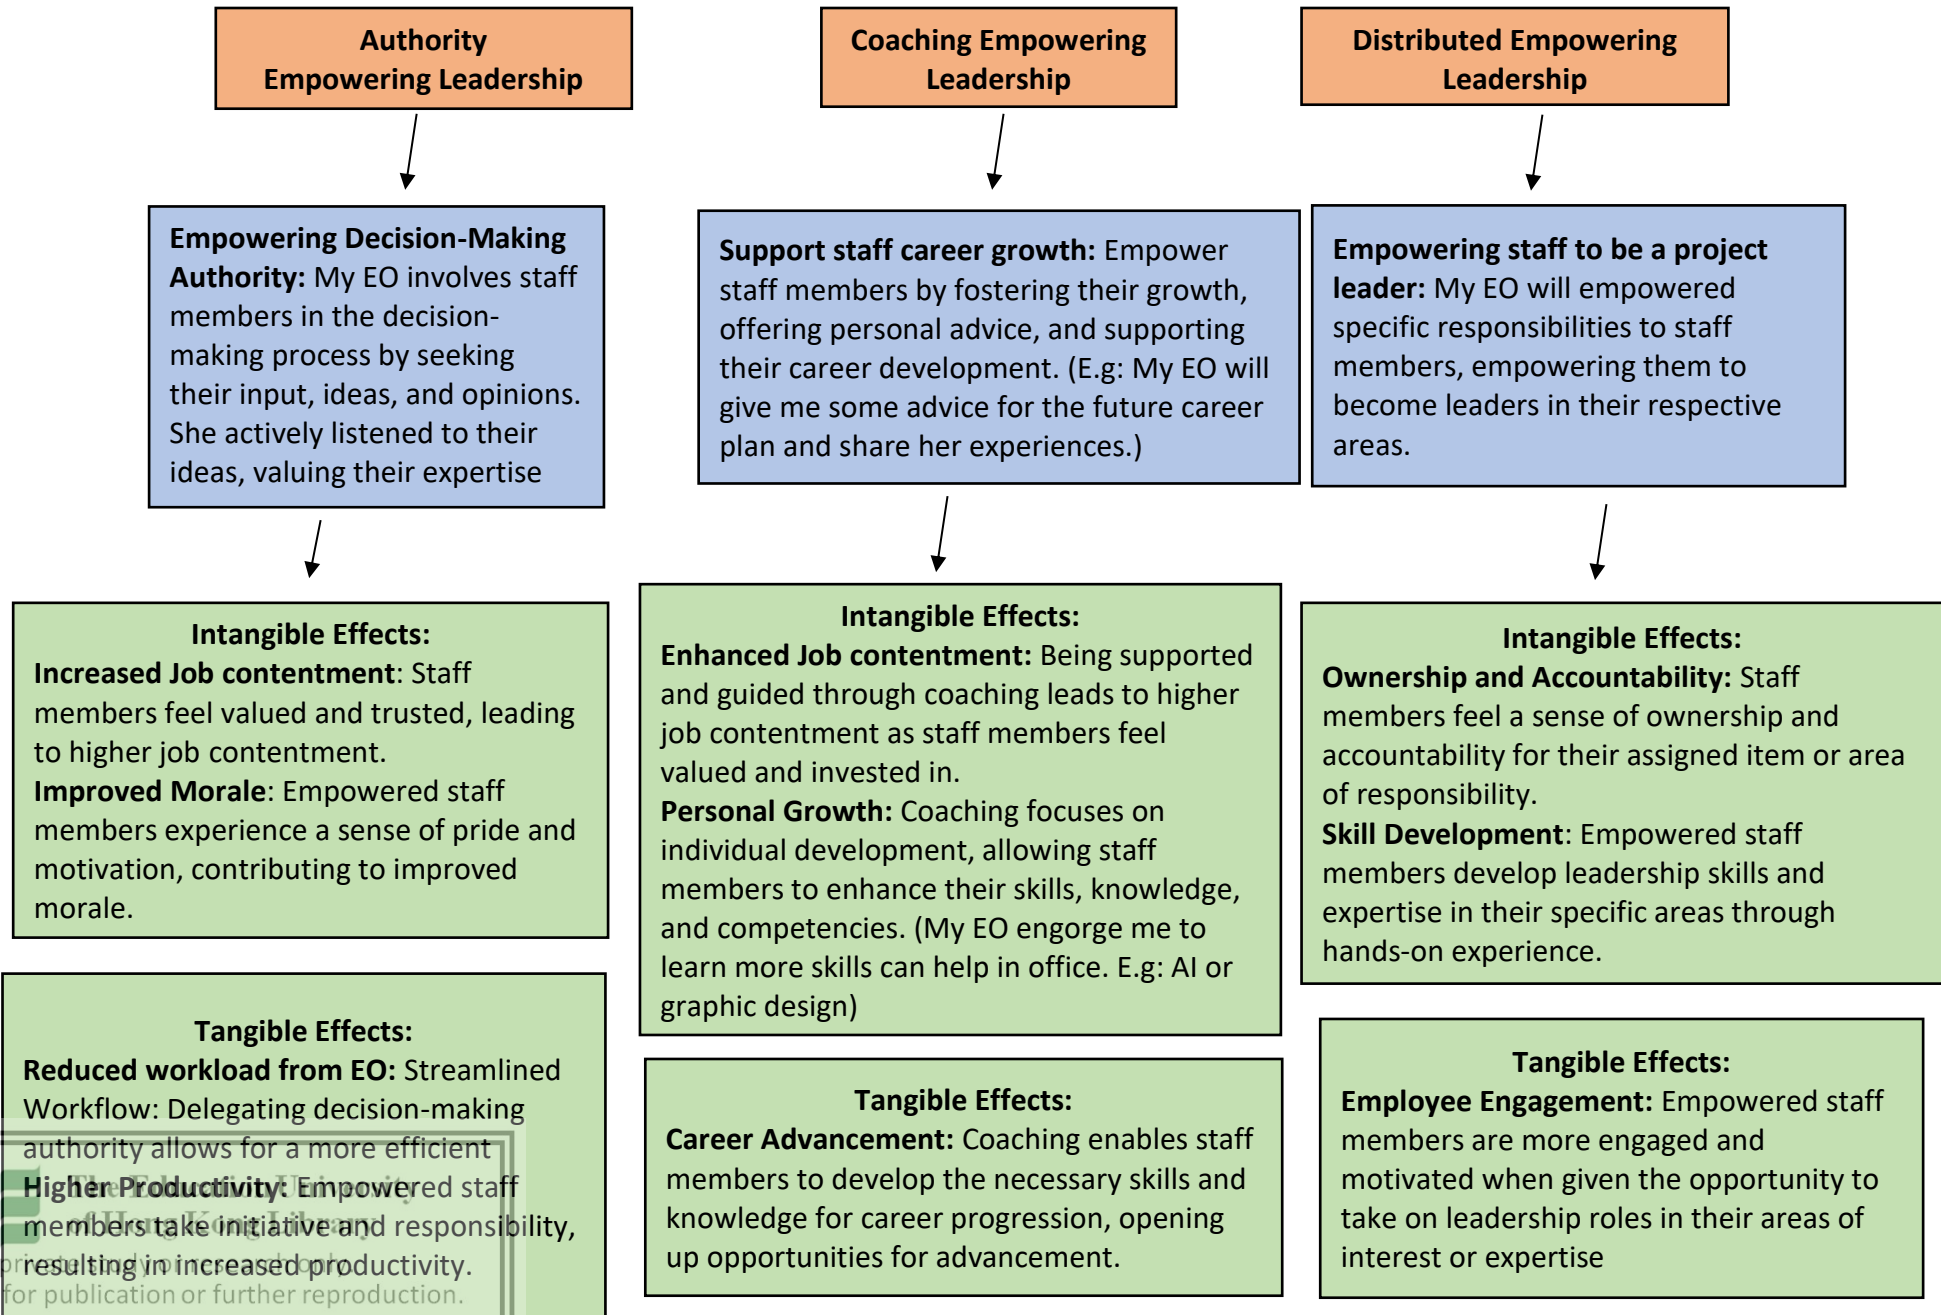 Authority
Empowering Leadership
Empowering Decision-Making
Authority: My EO involves staff
members in the decision-
making process by seeking
their input, ideas, and opinions.
She actively listened to their
ideas, valuing their expertise
Intangible Effects:
Increased Job contentment: Staff
members feel valued and trusted, leading
to higher job contentment.
Improved Morale: Empowered staff
members experience a sense of pride and
motivation, contributing to improved
morale.
Tangible Effects:
Reduced workload from EO: Streamlined
Workflow: Delegating decision-making
authority allows for a more efficient
Higher Productivity: Empowered staff
members take initiative and responsibility,
resulting in increased productivity.
Coaching Empowering
Leadership
Support staff career growth: Empower
staff members by fostering their growth,
offering personal advice, and supporting
their career development. (E.g: My EO will
give me some advice for the future career
plan and share her experiences.)
Intangible Effects:
Enhanced Job contentment: Being supported
and guided through coaching leads to higher
job contentment as staff members feel
valued and invested in.
Personal Growth: Coaching focuses on
individual development, allowing staff
members to enhance their skills, knowledge,
and competencies. (My EO engorge me to
learn more skills can help in office. E.g: AI or
graphic design)
Tangible Effects:
Career Advancement: Coaching enables staff
members to develop the necessary skills and
knowledge for career progression, opening
up opportunities for advancement.
Distributed Empowering
Leadership
Empowering staff to be a project
leader: My EO will empowered
specific responsibilities to staff
members, empowering them to
become leaders in their respective
areas.
Intangible Effects:
Ownership and Accountability: Staff
members feel a sense of ownership and
accountability for their assigned item or area
of responsibility.
Skill Development: Empowered staff
members develop leadership skills and
expertise in their specific areas through
hands-on experience.
Tangible Effects:
Employee Engagement: Empowered staff
members are more engaged and
motivated when given the opportunity to
take on leadership roles in their areas of
interest or expertise
The Education University
of Hong Kong Library
private study or research only.
for publication or further reproduction.